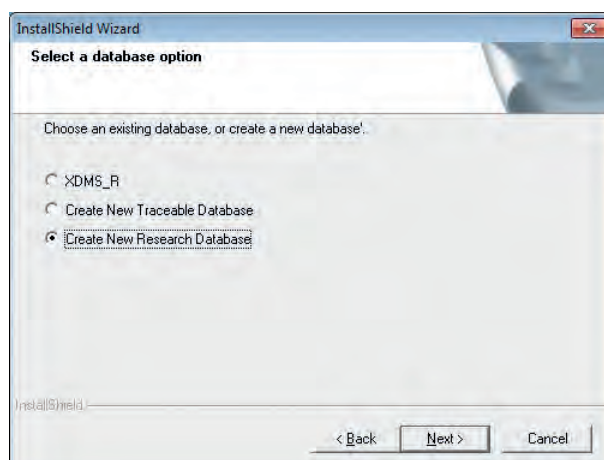 InstallShield Wizard
Select a database option
Choose an existing database, or create a new database'.
XDMS_R
Create New Traceable Database
Create New Research Database
InstallShield
< Back Next > Cancel